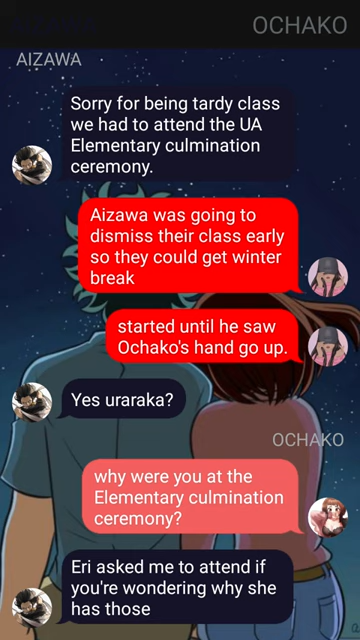 OCHAKO
AIZAWA
Sorry for being tardy class
we had to attend the UA
Elementary culmination
ceremony.
Aizawa was going to
dismiss their class early
so they could get winter
break
started until he saw
Ochako's hand go up.
Yes uraraka?
OCHAKO
why were you at the
Elementary culmination
ceremony?
Eri asked me to attend if
you're wondering why she
has those